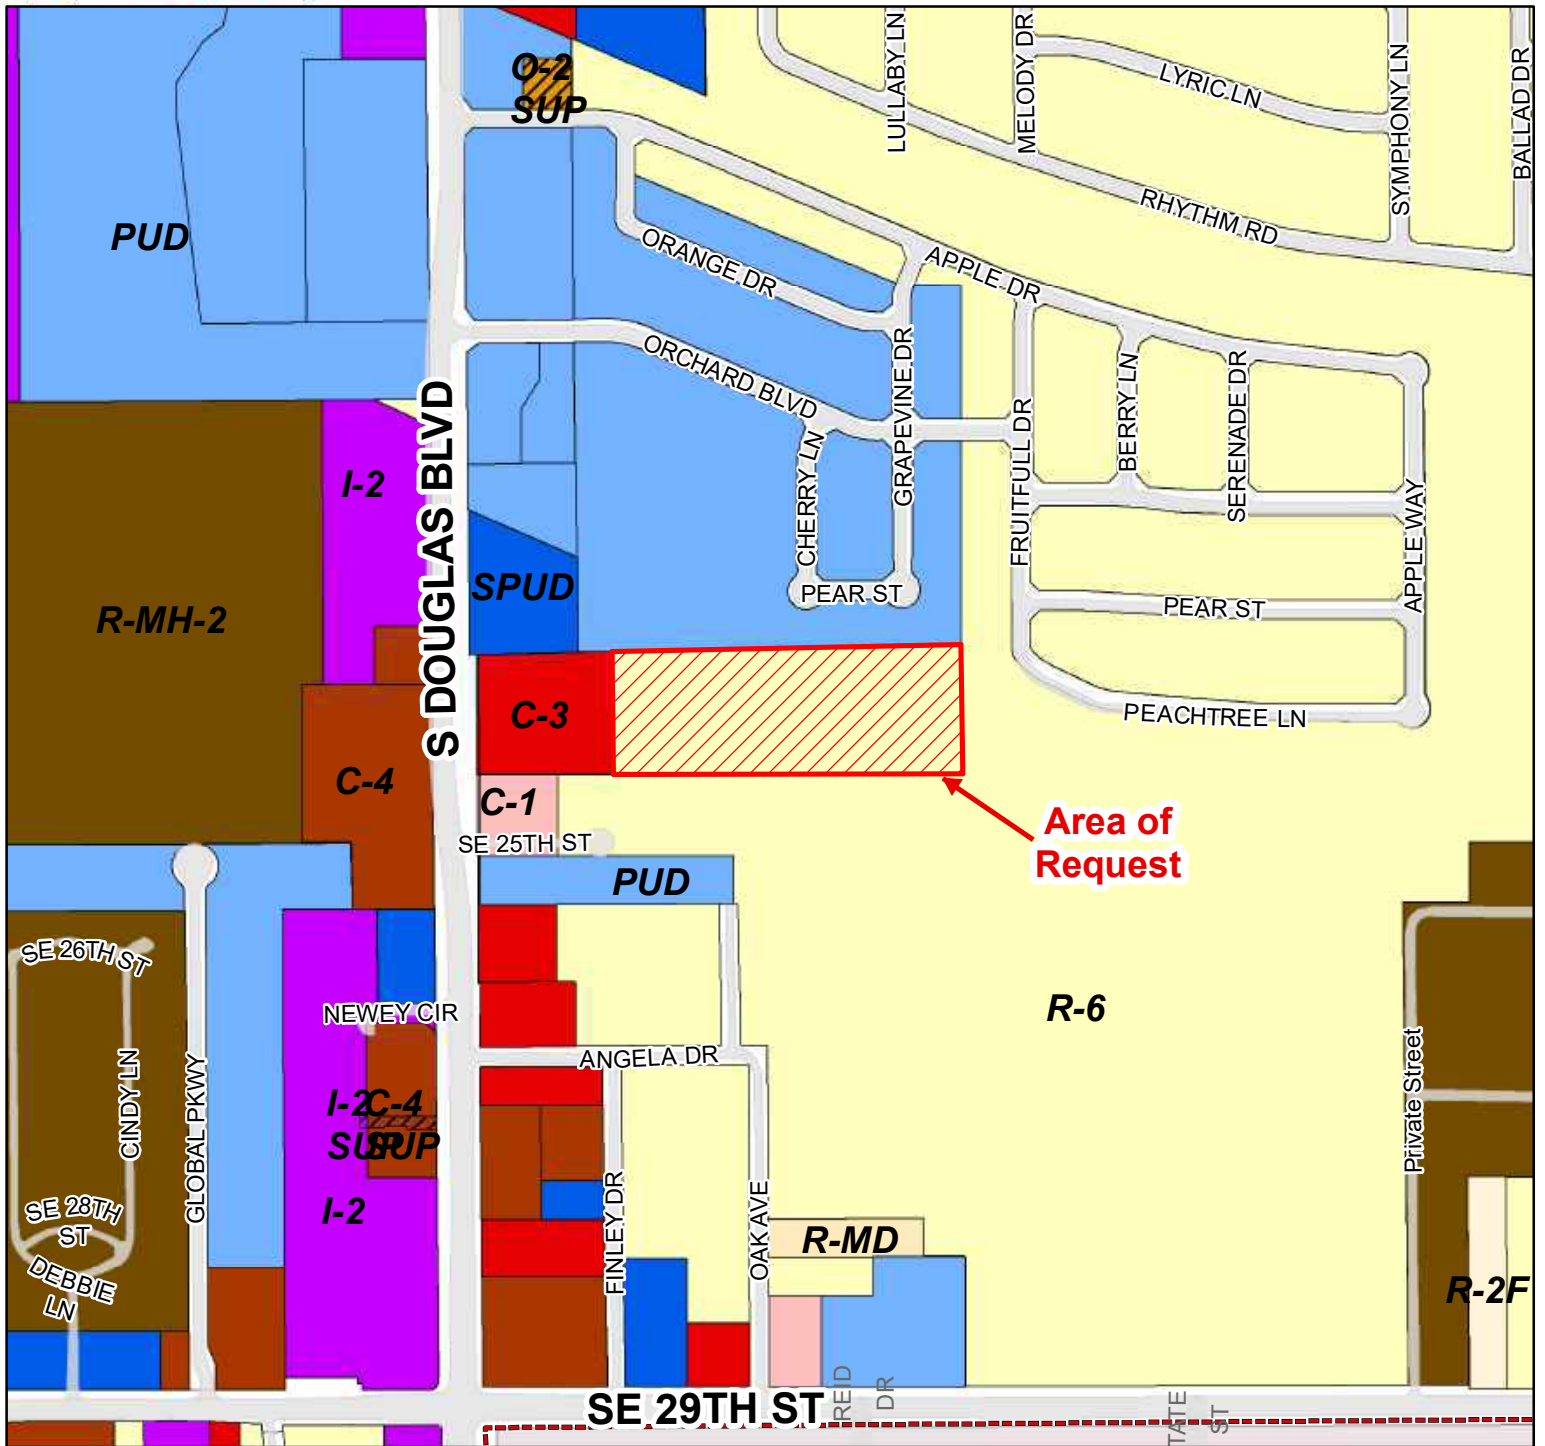 O-2
SUP
LULLABY LN
MELODY DR
LYRIC LN
SYMPHONY LN
BALLAD DR
PUD
RHYTHM RD
ORANGE DR
APPLE DR
ORCHARD BLVD
GRAPEVINE DR
CHERRY LN
FRUITFULL DR
BERRY LN
SERENADE DR
APPLE WAY
S DOUGLAS BLVD
I-2
SPUD
PEAR ST
PEAR ST
R-MH-2
C-3
PEACHTREE LN
C-4
C-1
SE 25TH ST
Area of
Request
PUD
SE 26TH ST
NEWEY CIR
R-6
CINDY LN
GLOBAL PKWY
ANGELA DR
Private Street
I-2
SUP
C-4
SUP
I-2
SE 28TH
ST
DEBBIE
LN
FINLEY DR
OAK AVE
R-MD
R-2F
SE 29TH ST
REID
DR
TATE
ST